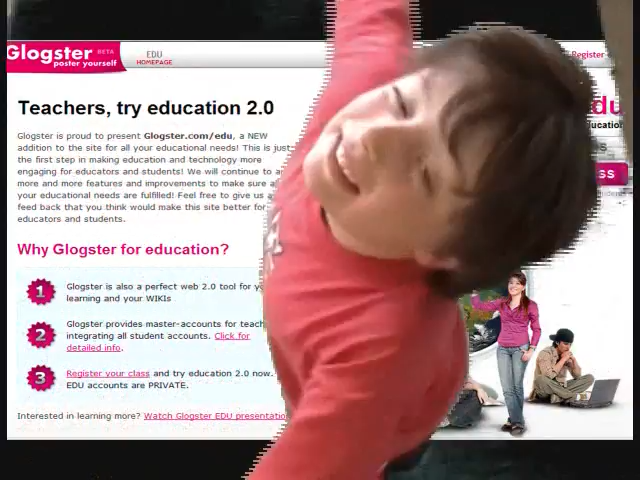 Glogster BETA
poster yourself
EDU
HOMEPAGE
Register
Teachers, try education 2.0
Glogster is proud to present Glogster.com/edu, a NEW
addition to the site for all your educational needs! This is just
the first step in making education and technology more
engaging for educators and students! We will continue to
more and more features and improvements to make sure
your educational needs are fulfilled! Feel free to give us
feed back that you think would make this site better for
educators and students.
Why Glogster for education?
1 Glogster is also a perfect web 2.0 tool for
learning and your WIKIs
2 Glogster provides master-accounts for
integrating all student accounts. Click for
detailed info.
3 Register your class and try education 2.0 now.
EDU accounts are PRIVATE.
Interested in learning more? Watch Glogster EDU